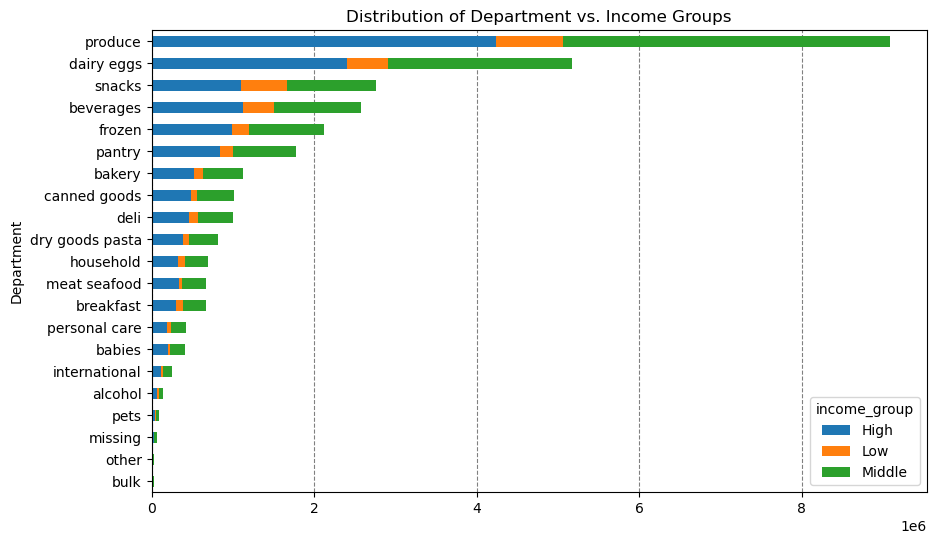 Distribution of Department vs. Income Groups
Department
produce
dairy eggs
snacks
beverages
frozen
pantry
bakery
canned goods
deli
dry goods pasta
household
meat seafood
breakfast
personal care
babies
international
alcohol
pets
missing
other
bulk
income_group
High
Low
Middle
0 2 4 6 8
1e6